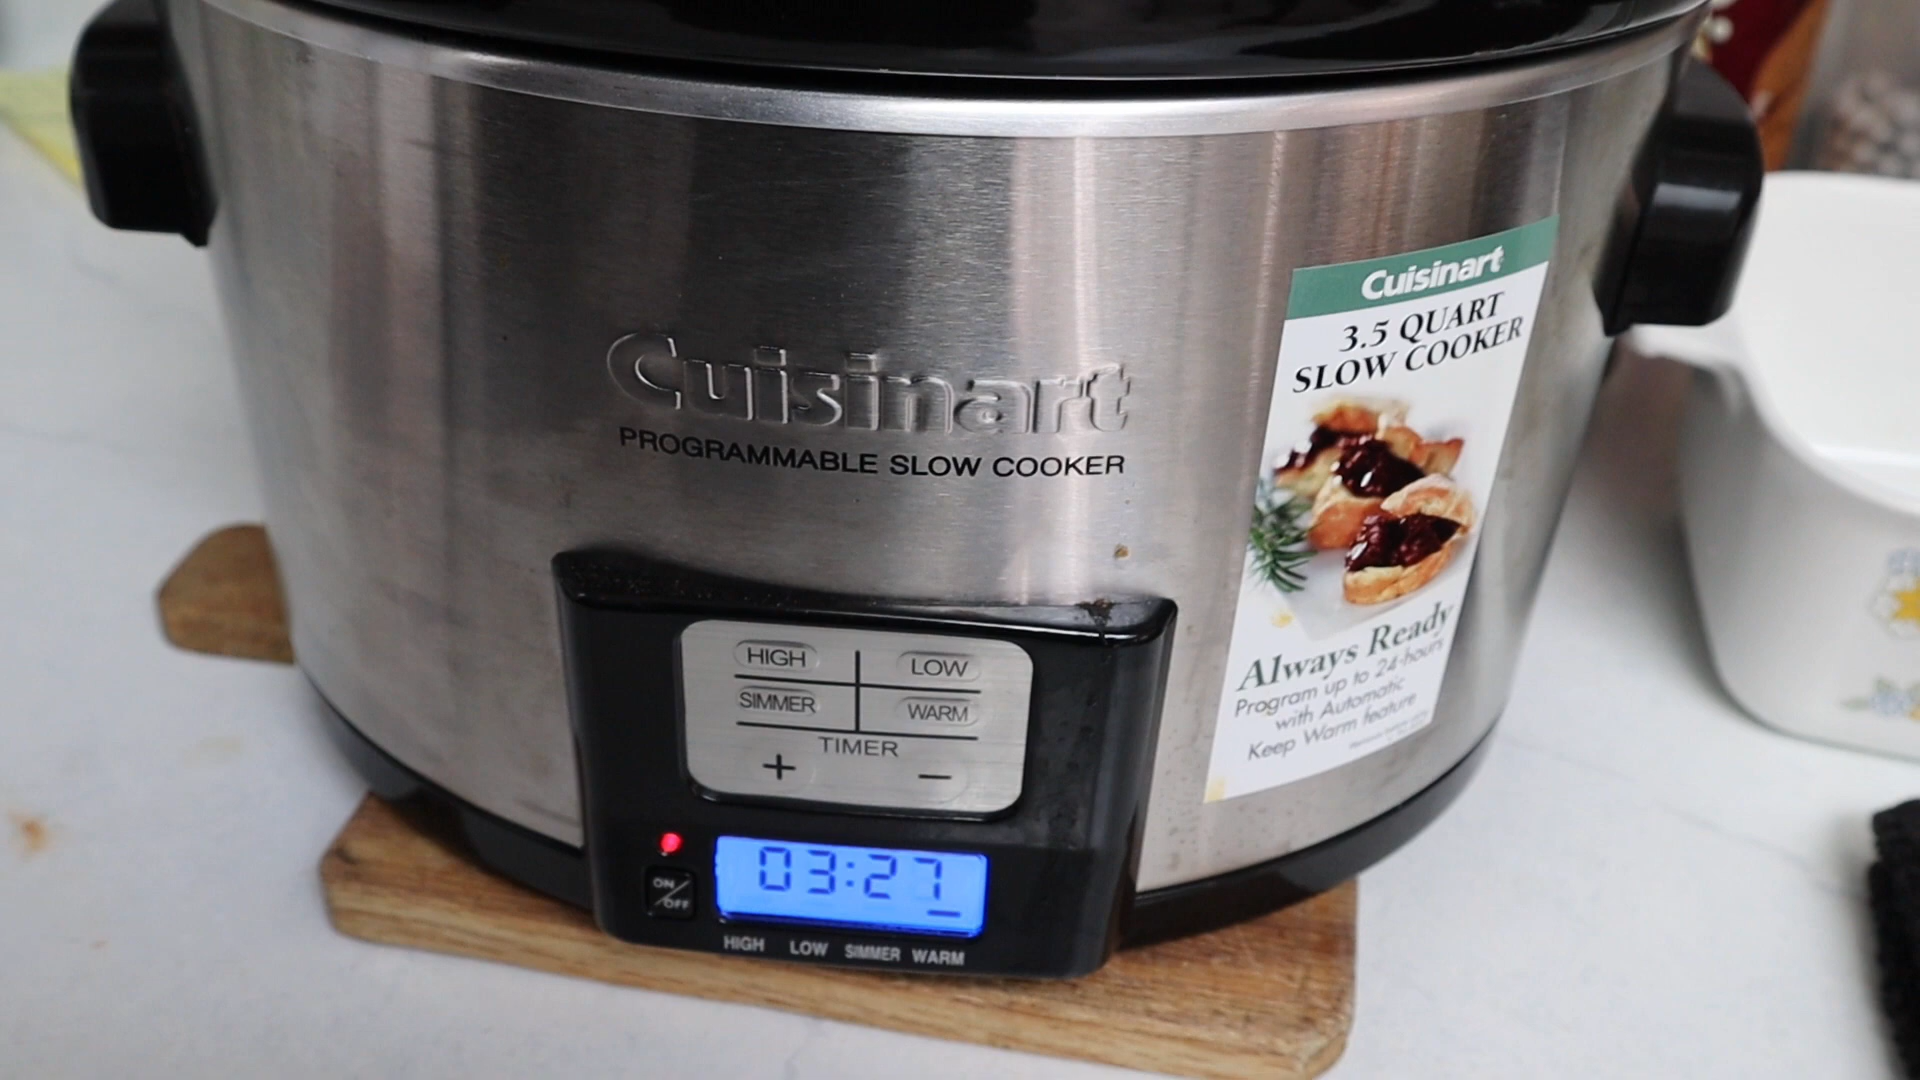 Cuisinart
PROGRAMMABLE SLOW COOKER
Cuisinart
3.5 QUART
SLOW COOKER
Always Ready
Program up to 24-hours
with Automatic
Keep Warm feature
HIGH LOW
SIMMER WARM
TIMER
+ −
03:27
ON/OFF
HIGH LOW SIMMER WARM